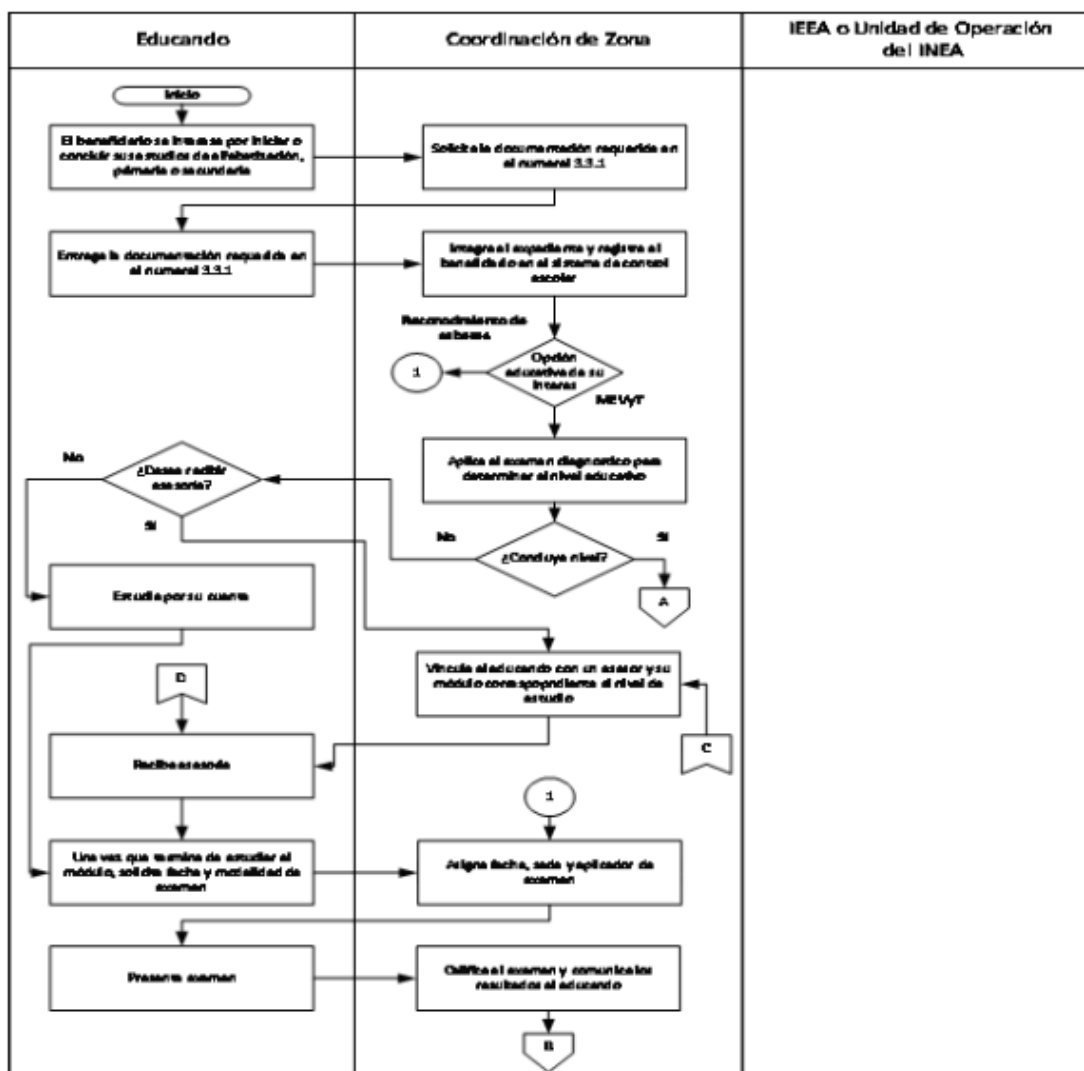 Educando
Coordinación de Zona
IEEA o Unidad de Operación
del INEA
Inicio
El beneficiario se interesa por iniciar o
concluir sus estudios de alfabetización,
primaria o secundaria
Solicita la documentación requerida en
el numeral 3.3.1
Entrega la documentación requerida en
el numeral 3.3.1
Integra el expediente y registra al
beneficiario en el sistema de control
escolar
Reconocimiento de
saberes
1
Opción
educativa de su
interes
MEVyT
Aplica el examen diagnostico para
determinar el nivel educativo
No
¿Desea recibir
asesoría?
Si
No
¿Concluye nivel?
Si
A
Estudia por su cuenta
D
Vincula al educando con un asesor y su
módulo correspopndiente al nivel de
estudio
C
Recibe asesoría
1
Una vez que termina de estudiar el
módulo, solicita fecha y modalidad de
examen
Asigna fecha, sede y aplicador de
examen
Presenta examen
Califica el examen y comunica los
resultados al educando
B